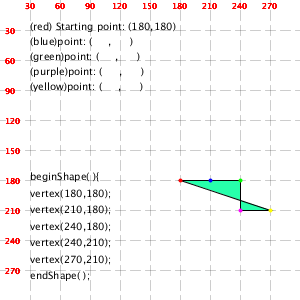 30 60 90 120 150 180 210 240 270
30
60
90
120
150
180
210
240
270
(red) Starting point: (180,180)
(blue)point: (    ,    )
(green)point: (    ,    )
(purple)point: (    ,    )
(yellow)point: (    ,    )
beginShape(){
vertex(180,180);
vertex(210,180);
vertex(240,180);
vertex(240,210);
vertex(270,210);
endShape();